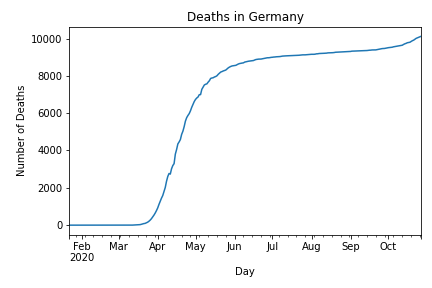 Deaths in Germany
Number of Deaths
10000
8000
6000
4000
2000
0
Feb Mar Apr May Jun Jul Aug Sep Oct
2020
Day